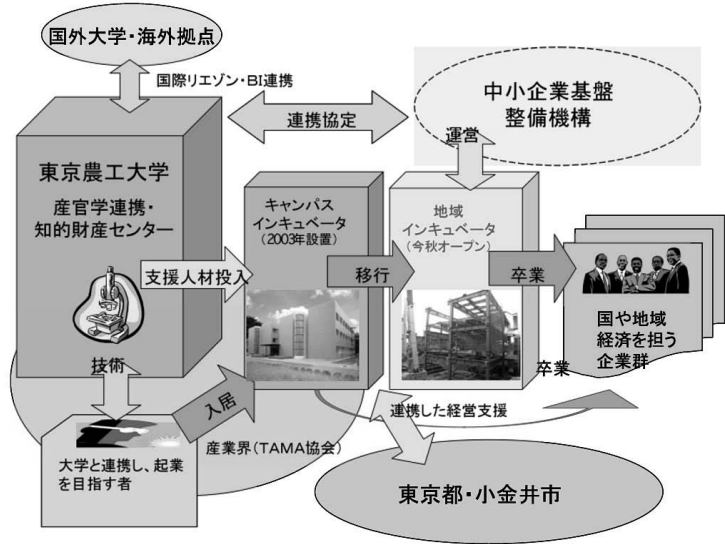 国外大学・海外拠点
国際リエゾン・BI連携
中小企業基盤
整備機構
連携協定
運営
東京農工大学
産官学連携・
知的財産センター
キャンパス
インキュベータ
(2003年設置)
地域
インキュベータ
(今秋オープン)
支援人材投入
移行
卒業
国や地域
経済を担う
企業群
技術
卒業
入居
連携した経営支援
産業界(TAMA協会)
大学と連携し、起業
を目指す者
東京都・小金井市